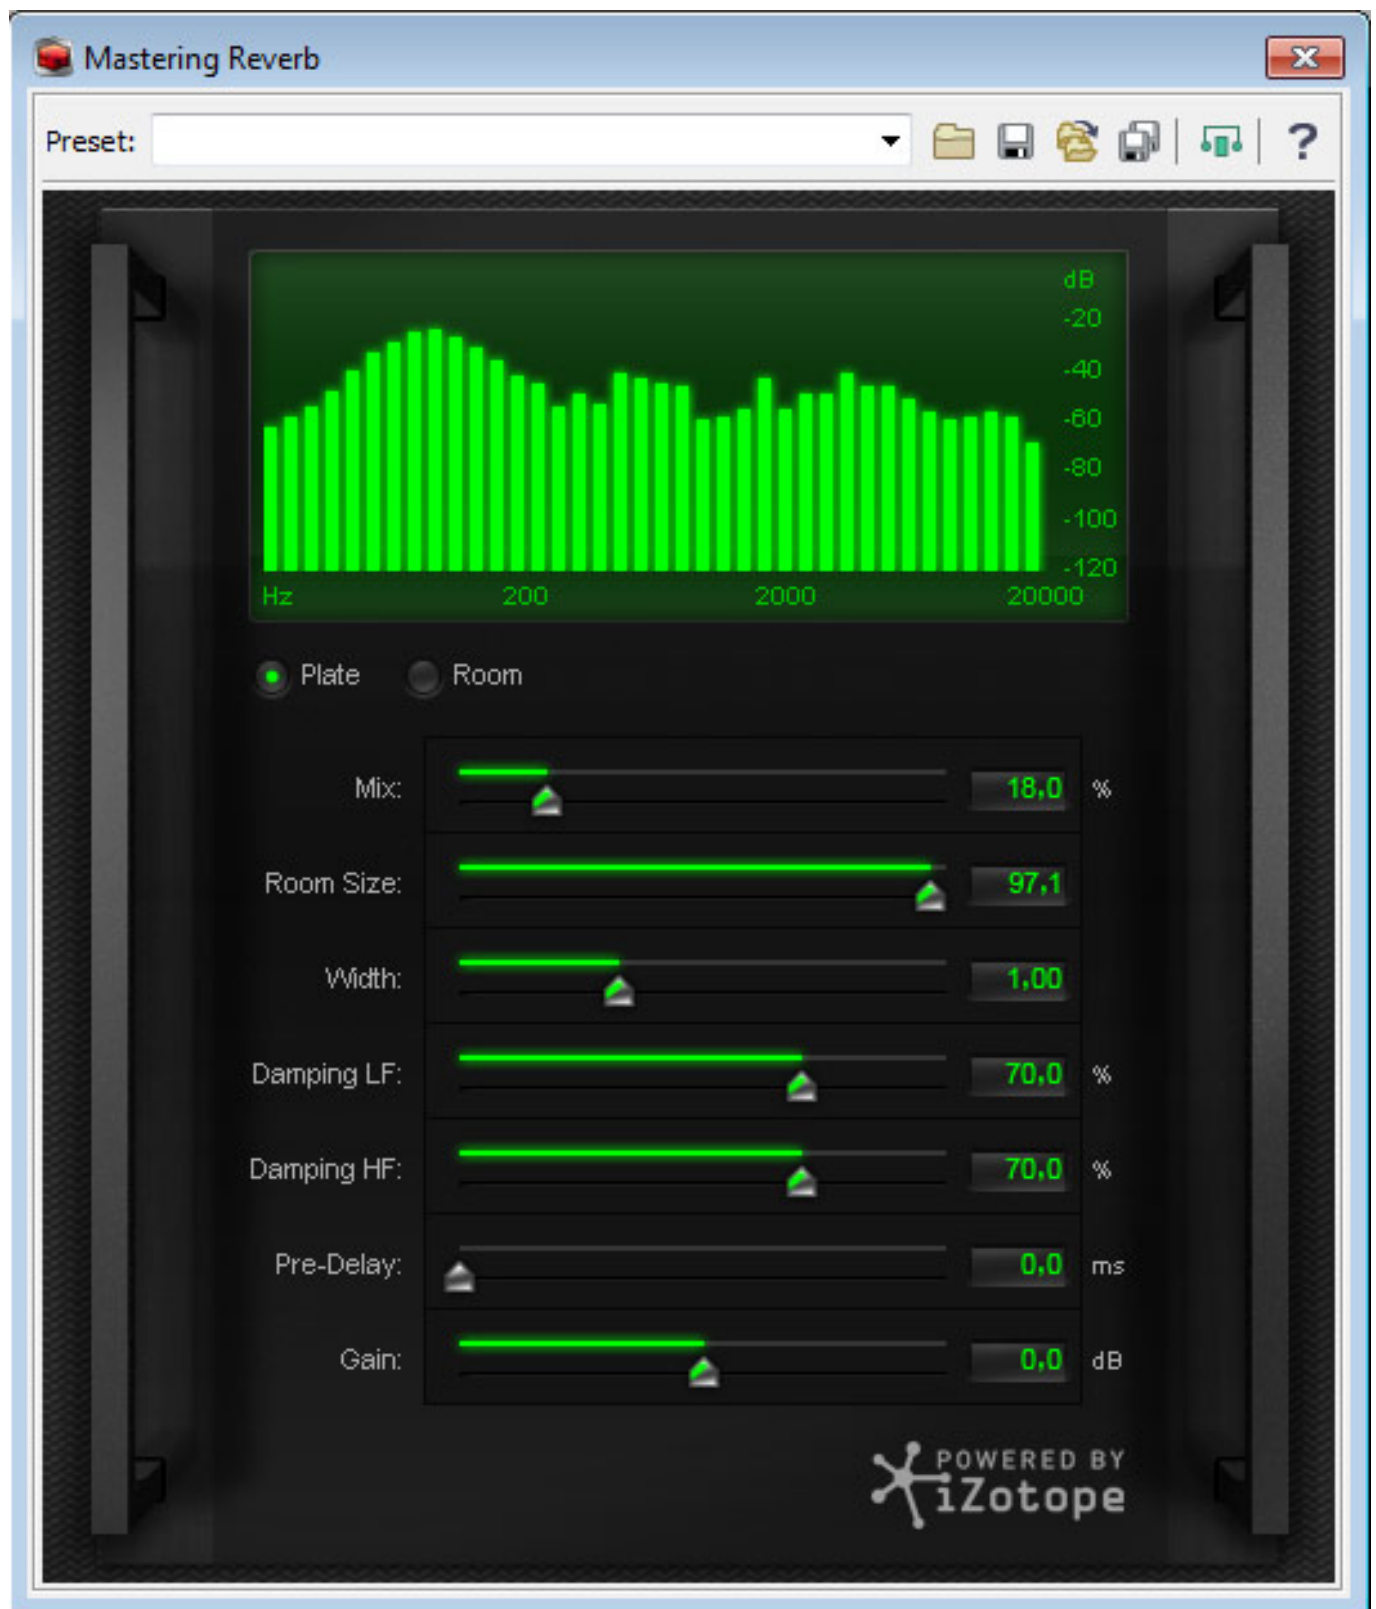 Mastering Reverb
Preset:
?
dB
-20
-40
-60
-80
-100
-120
Hz 200 2000 20000
Plate Room
Mix: 18,0 %
Room Size: 97,1
Width: 1,00
Damping LF: 70,0 %
Damping HF: 70,0 %
Pre-Delay: 0,0 ms
Gain: 0,0 dB
POWERED BY
iZotope